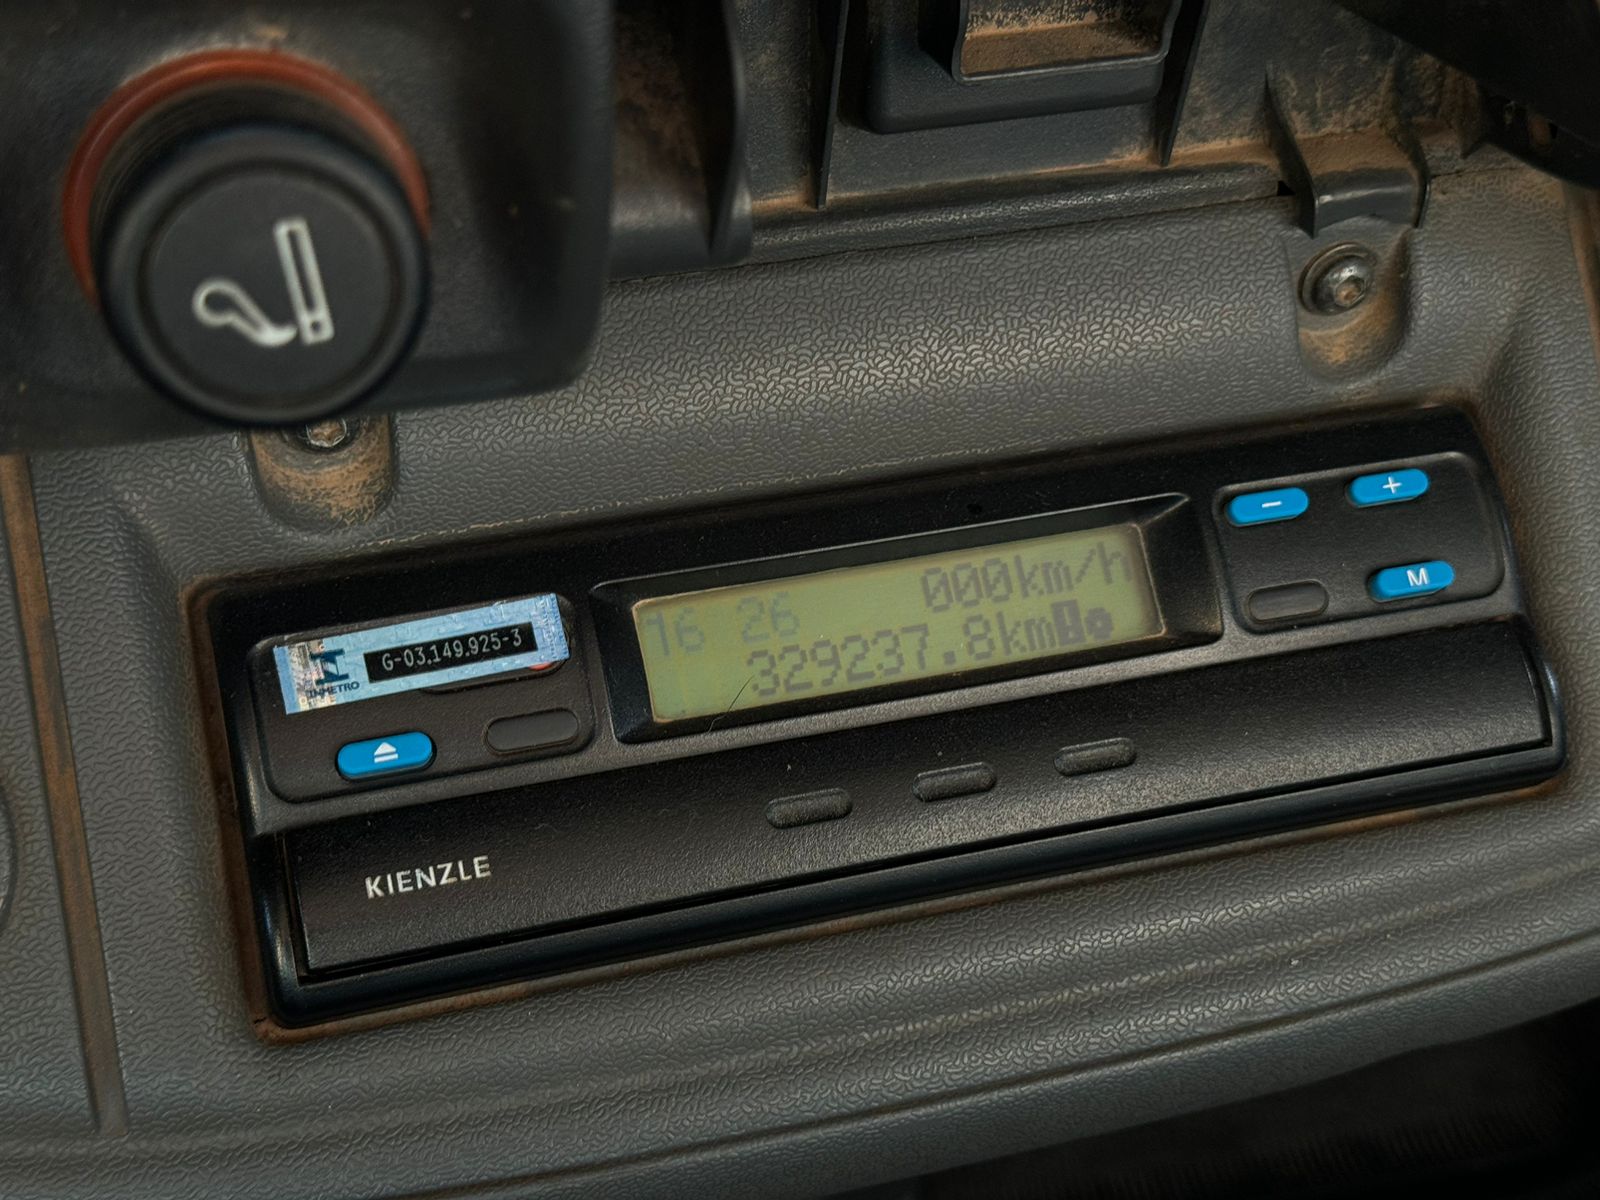 G-03.149.925-3
INMETRO
16 26 000km/h
329237.8km
- +
M
KIENZLE